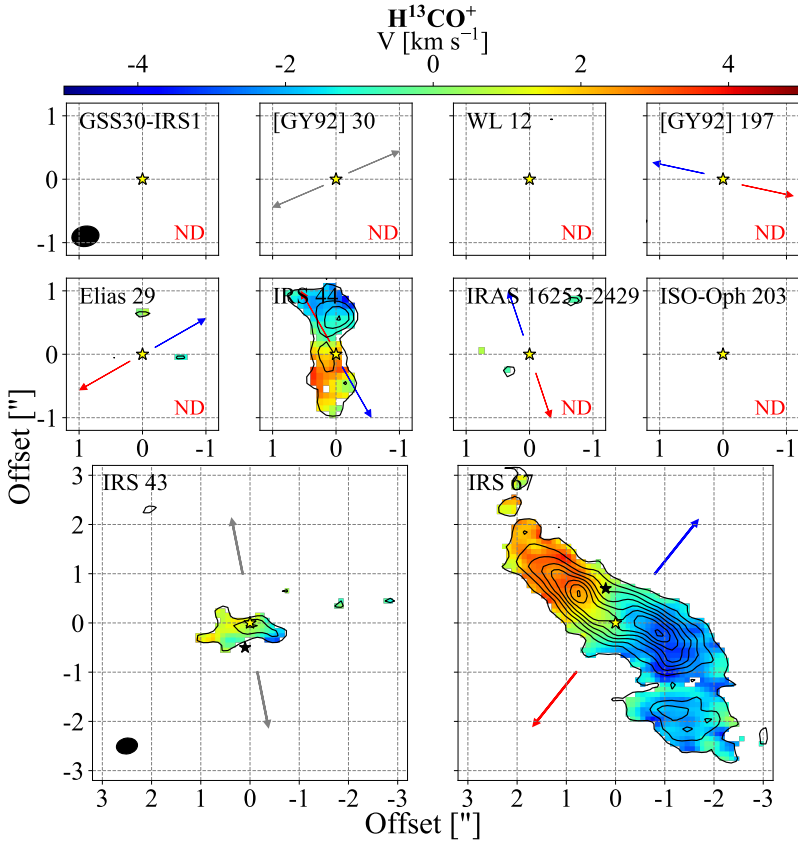 H¹³CO⁺
V [km s⁻¹]
-4 -2 0 2 4
GSS30-IRS1 [GY92] 30 WL 12 [GY92] 197
1
0
-1
ND ND ND ND
Elias 29 IRS 44 IRAS 16253-2429 ISO-Oph 203
1
0
-1
ND ND ND
1 0 -1 1 0 -1 1 0 -1 1 0 -1
Offset ["]
IRS 43 IRS 67
3
2
1
0
-1
-2
-3
3 2 1 0 -1 -2 -3 3 2 1 0 -1 -2 -3
Offset ["]